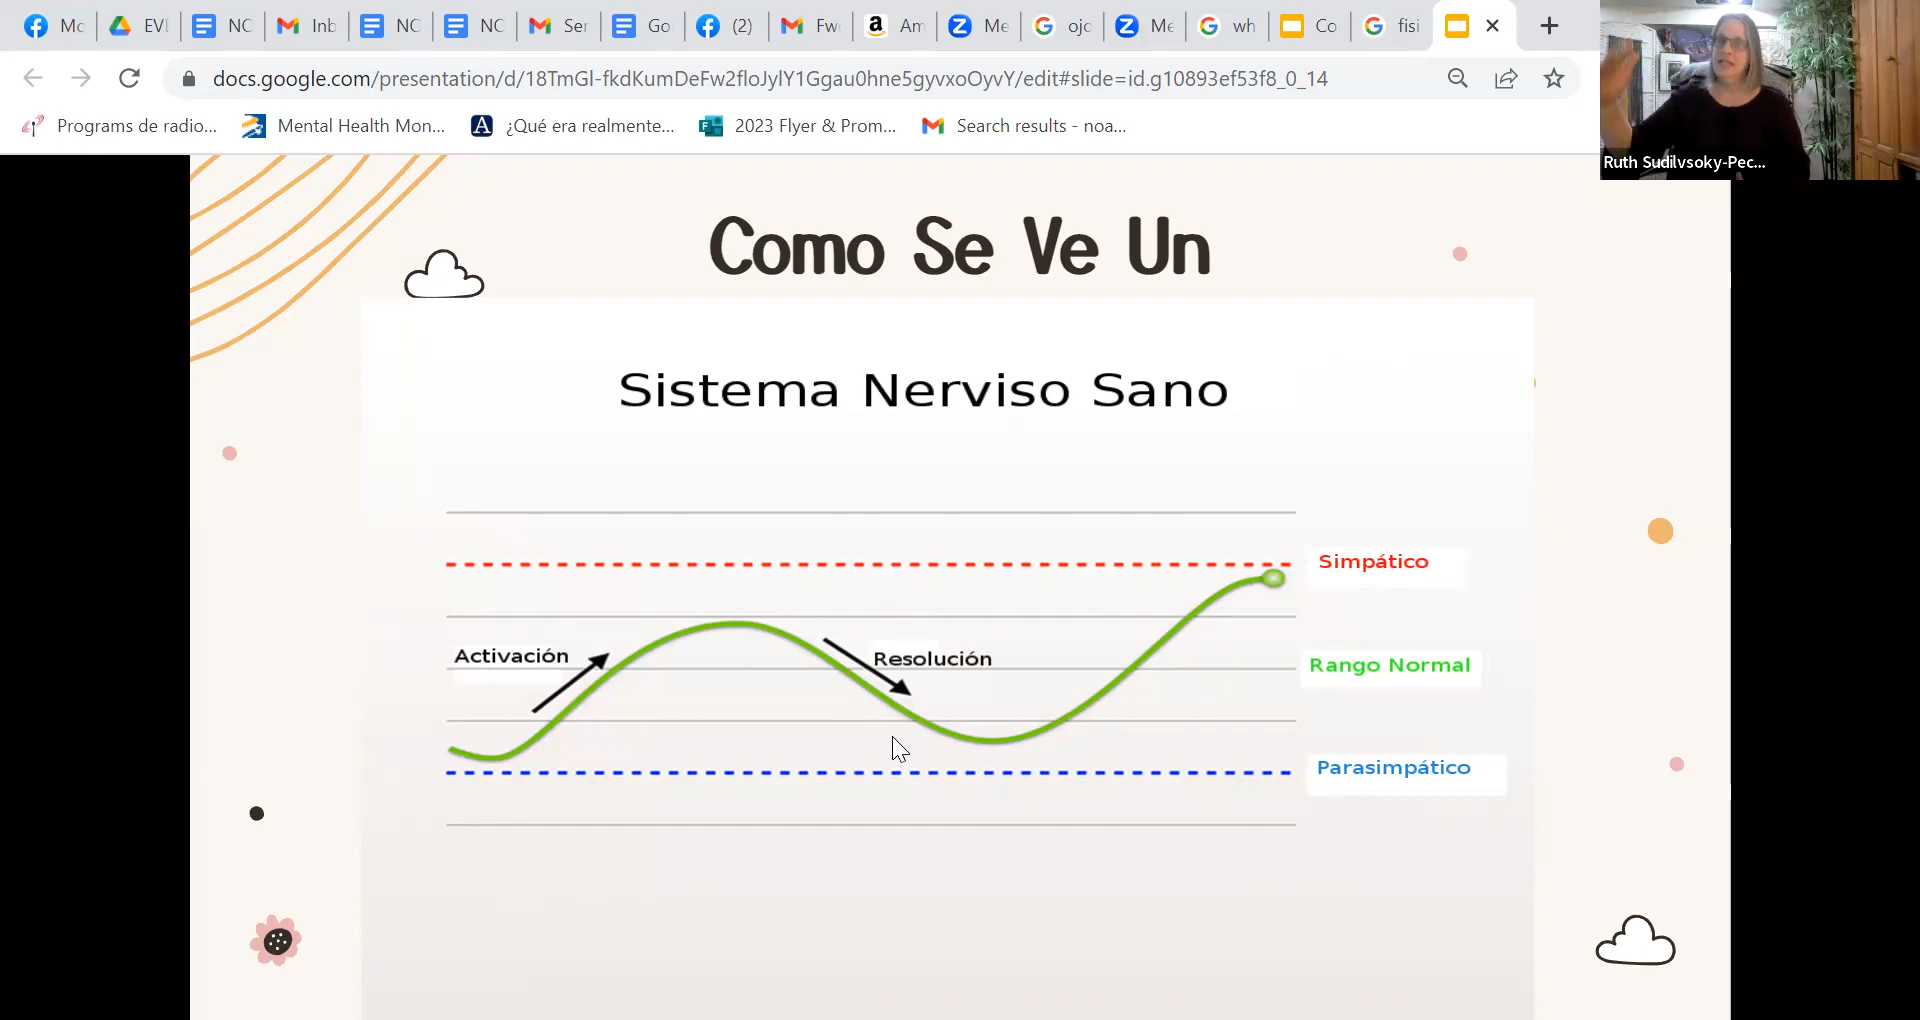 Mc
EVI
NC
Inb
NC
NC
Ser
Go
(2)
Fwd
Am
Me
ojc
Me
wh
Co
fisi
docs.google.com/presentation/d/18TmGl-fkdKumDeFw2floJylY1Ggau0hne5gyvxoOyvY/edit#slide=id.g10893ef53f8_0_14
Programs de radio...
Mental Health Mon...
¿Qué era realmente...
2023 Flyer & Prom...
Search results - noa...
Ruth Sudilvsoky-Pec...
Como Se Ve Un
Sistema Nerviso Sano
Simpático
Activación
Resolución
Rango Normal
Parasimpático